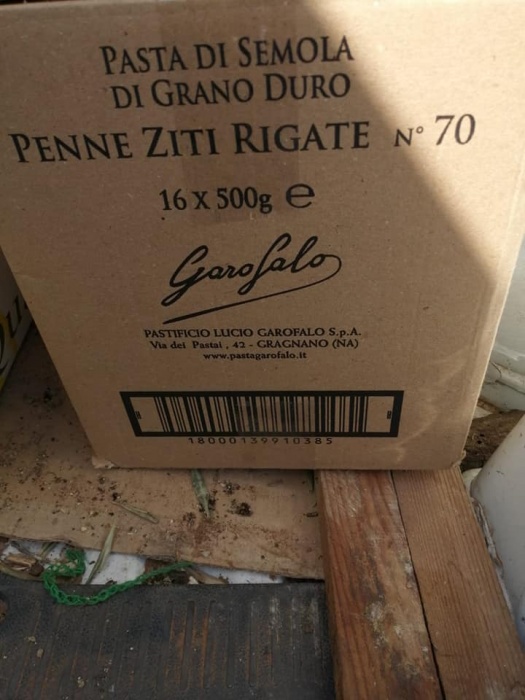 PASTA DI SEMOLA
DI GRANO DURO
PENNE ZITI RIGATE N° 70
16 X 500g ℮
Garofalo
PASTIFICIO LUCIO GAROFALO S.p.A.
Via dei Pastai , 42 - GRAGNANO (NA)
www.pastagarofalo.it
18000139910385